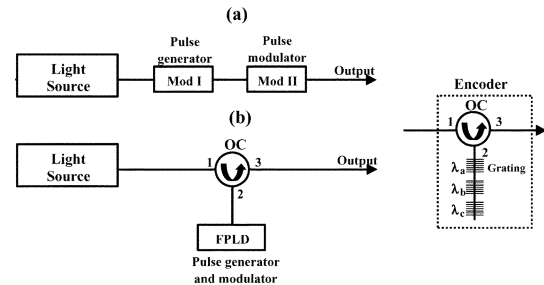 (a)
Light
Source
Pulse
generator
Mod I
Pulse
modulator
Mod II
Output
(b)
Light
Source
OC
1
3
2
Output
FPLD
Pulse generator
and modulator
Encoder
OC
1
3
2
λa
Grating
λb
λc